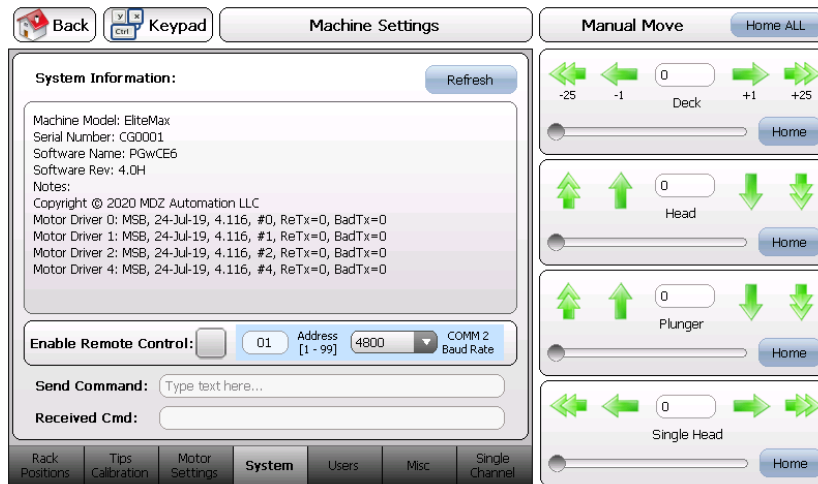 Back
y x
Ctrl
Keypad
Machine Settings
Manual Move
Home ALL
System Information:
Refresh
Machine Model: EliteMax
Serial Number: CG0001
Software Name: PGwCE6
Software Rev: 4.0H
Notes:
Copyright © 2020 MDZ Automation LLC
Motor Driver 0: MSB, 24-Jul-19, 4.116, #0, ReTx=0, BadTx=0
Motor Driver 1: MSB, 24-Jul-19, 4.116, #1, ReTx=0, BadTx=0
Motor Driver 2: MSB, 24-Jul-19, 4.116, #2, ReTx=0, BadTx=0
Motor Driver 4: MSB, 24-Jul-19, 4.116, #4, ReTx=0, BadTx=0
Enable Remote Control:
01
Address
[1 - 99]
4800
COMM 2
Baud Rate
Send Command:
Type text here...
Received Cmd:
Rack
Positions
Tips
Calibration
Motor
Settings
System
Users
Misc
Single
Channel
0
-25
-1
Deck
+1
+25
Home
0
Head
Home
0
Plunger
Home
0
Single Head
Home